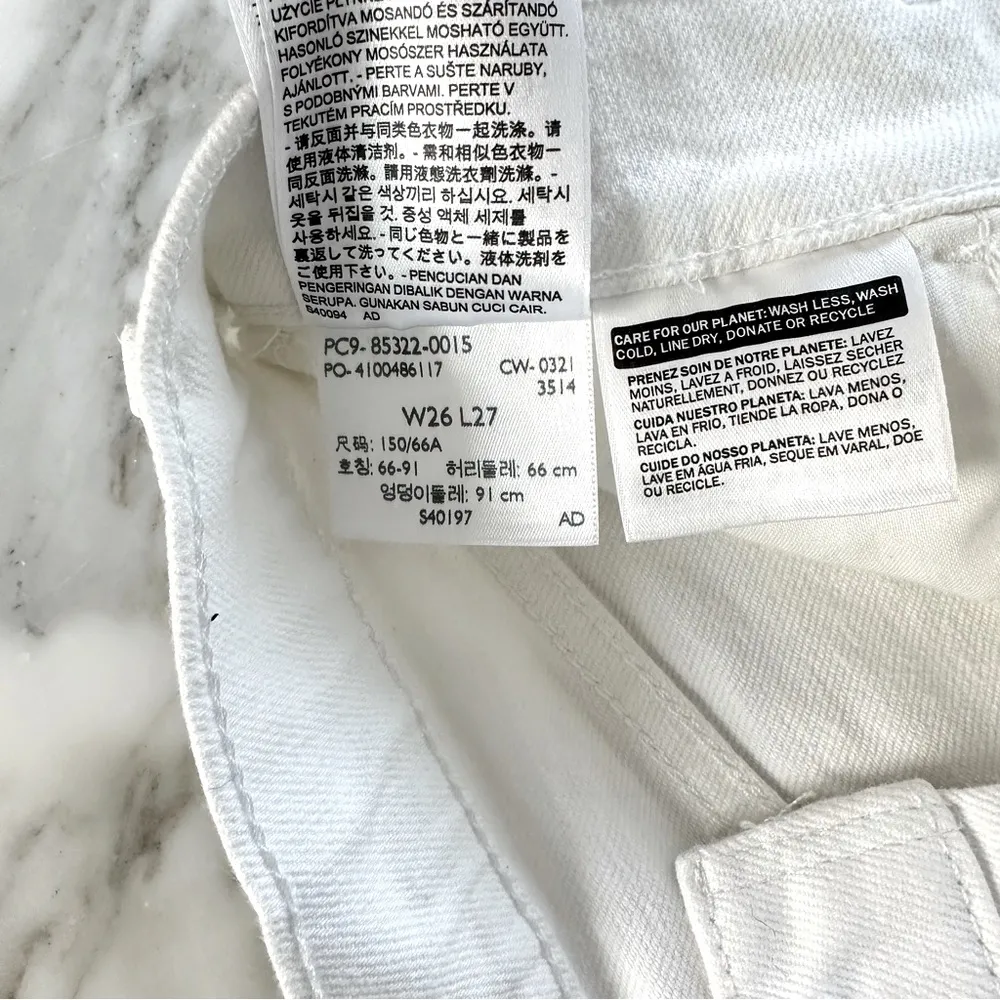 UŻYCIE
KIFORDÍTVA MOSANDÓ ÉS SZÁRÍTANDÓ
HASONLÓ SZINEKKEL MOSHATÓ EGYÜTT.
FOLYÉKONY MOSÓSZER HASZNÁLATA
AJÁNLOTT. - PERTE A SUŠTE NARUBY,
S PODOBNÝMI BARVAMI. PERTE V
TEKUTÉM PRACÍM PROSTŘEDKU.
- 请反面并与同类色衣物一起洗涤。请
使用液体清洁剂。- 需和相似色衣物一
同反面洗滌。請用液態洗衣劑洗滌。-
세탁시 같은 색상끼리 하십시요. 세탁시
옷을 뒤집을 것. 중성 액체 세제를
사용하세요. - 同じ色物と一緒に製品を
裏返して洗ってください。液体洗剤を
ご使用下さい。- PENCUCIAN DAN
PENGERINGAN DIBALIK DENGAN WARNA
SERUPA. GUNAKAN SABUN CUCI CAIR.
S40094 AD
PC9- 85322-0015
PO- 4100486117 CW- 0321
3514
W26 L27
尺码: 150/66A
호칭: 66-91 허리둘레: 66 cm
엉덩이둘레: 91 cm
S40197 AD
CARE FOR OUR PLANET: WASH LESS, WASH
COLD, LINE DRY, DONATE OR RECYCLE
PRENEZ SOIN DE NOTRE PLANETE: LAVEZ
MOINS, LAVEZ A FROID, LAISSEZ SECHER
NATURELLEMENT, DONNEZ OU RECYCLEZ
CUIDA NUESTRO PLANETA: LAVA MENOS,
LAVA EN FRIO, TIENDE LA ROPA, DONA O
RECICLA.
CUIDE DO NOSSO PLANETA: LAVE MENOS,
LAVE EM ÁGUA FRIA, SEQUE EM VARAL, DOE
OU RECICLE.